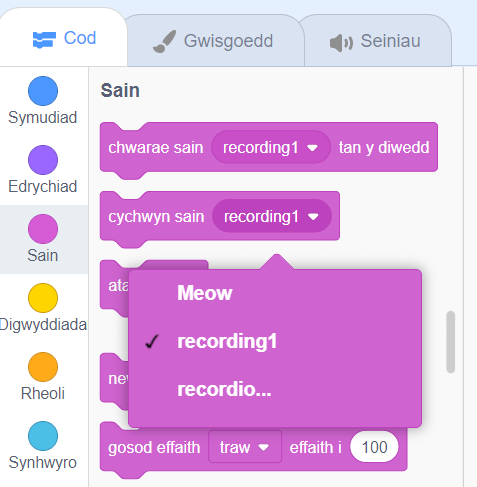 Cod
Gwisgoedd
Seiniau
Symudiad
Edrychiad
Sain
Digwyddiada
Rheoli
Synhwyro
Sain
chwarae sain recording1 tan y diwedd
cychwyn sain recording1
ata
Meow
recording1
recordio...
new
gosod effaith traw effaith i 100